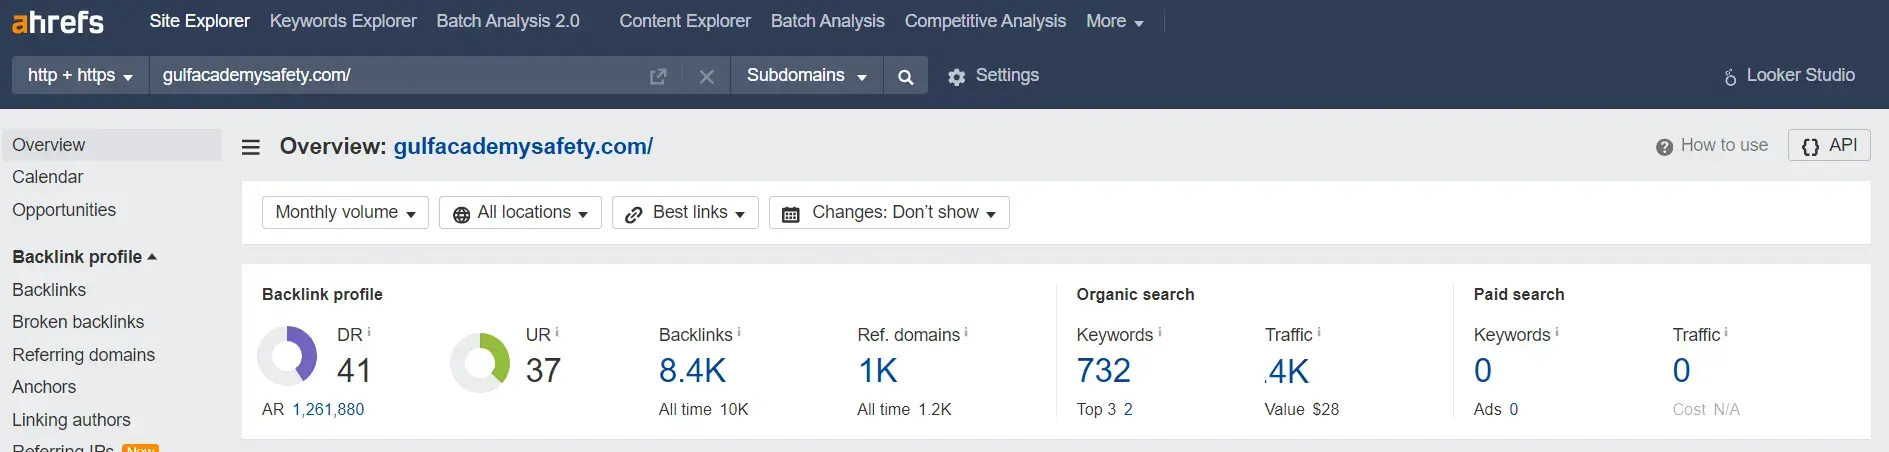 ahrefs Site Explorer Keywords Explorer Batch Analysis 2.0 Content Explorer Batch Analysis Competitive Analysis More
http + https gulfacademysafety.com/ Subdomains Settings Looker Studio
Overview
Calendar
Opportunities
Backlink profile
Backlinks
Broken backlinks
Referring domains
Anchors
Linking authors
Referring IPs New
Overview: gulfacademysafety.com/ How to use API
Monthly volume All locations Best links Changes: Don't show
Backlink profile
DR UR Backlinks Ref. domains
41 37 8.4K 1K
AR 1,261,880 All time 10K All time 1.2K
Organic search
Keywords Traffic
732 .4K
Top 3 2 Value $28
Paid search
Keywords Traffic
0 0
Ads 0 Cost N/A